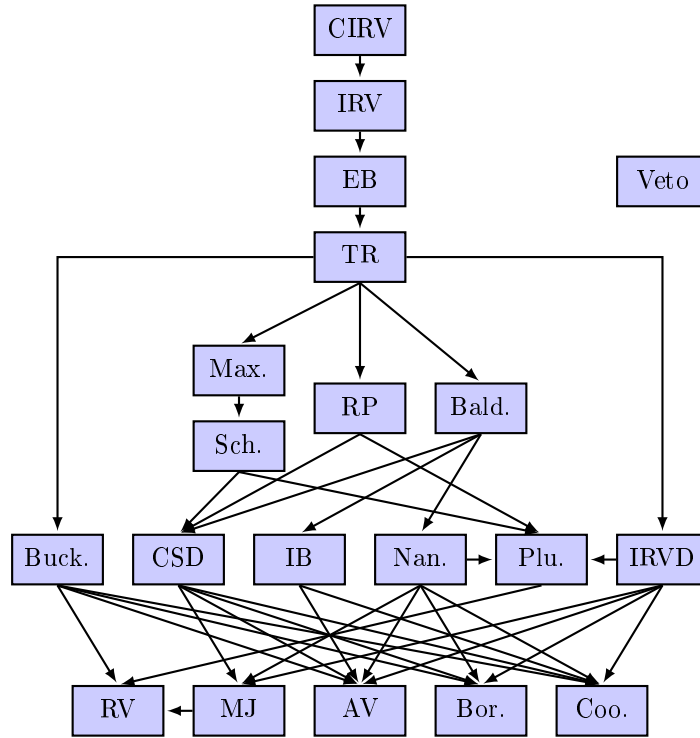 CIRV
IRV
EB
Veto
TR
Max.
RP
Bald.
Sch.
Buck.
CSD
IB
Nan.
Plu.
IRVD
RV
MJ
AV
Bor.
Coo.